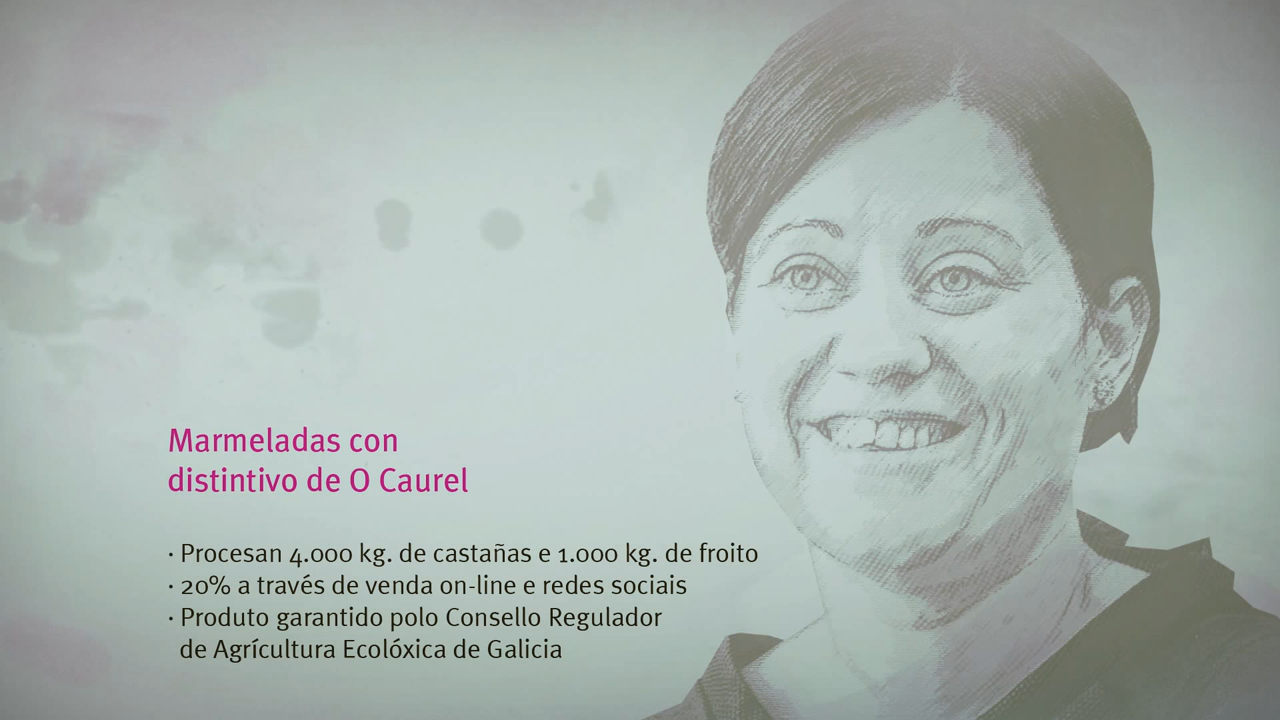 Marmeladas con
distintivo de O Caurel
· Procesan 4.000 kg. de castañas e 1.000 kg. de froito
· 20% a través de venda on-line e redes sociais
· Produto garantido polo Consello Regulador
de Agrícultura Ecolóxica de Galicia